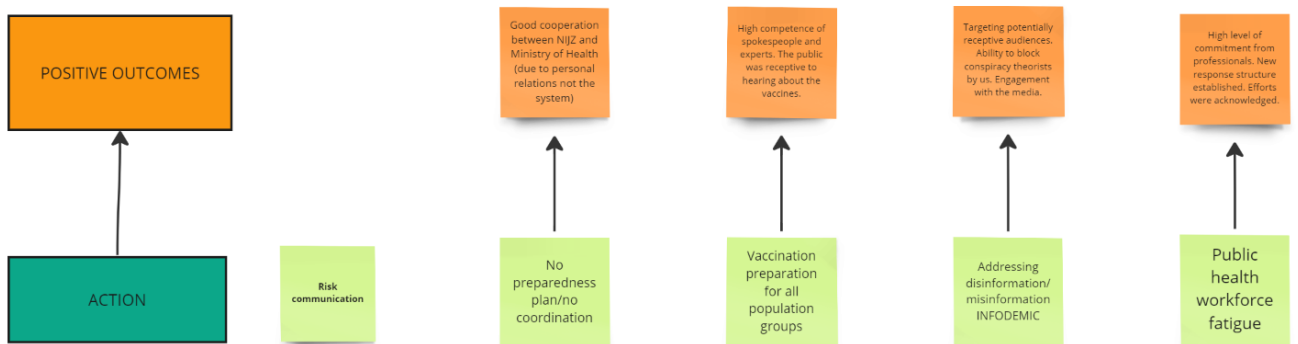 POSITIVE OUTCOMES
Good cooperation
between NIJZ and
Ministry of Health
(due to personal
relations not the
system)
High competence of
spokespeople and
experts. The public
was receptive to
hearing about the
vaccines.
Targeting potentially
receptive audiences.
Ability to block
conspiracy theorists
by us. Engagement
with the media.
High level of
commitment from
professionals. New
response structure
established. Efforts
were acknowledged.
ACTION
Risk
communication
No
preparedness
plan/no
coordination
Vaccination
preparation
for all
population
groups
Addressing
disinformation/
misinformation
INFODEMIC
Public
health
workforce
fatigue